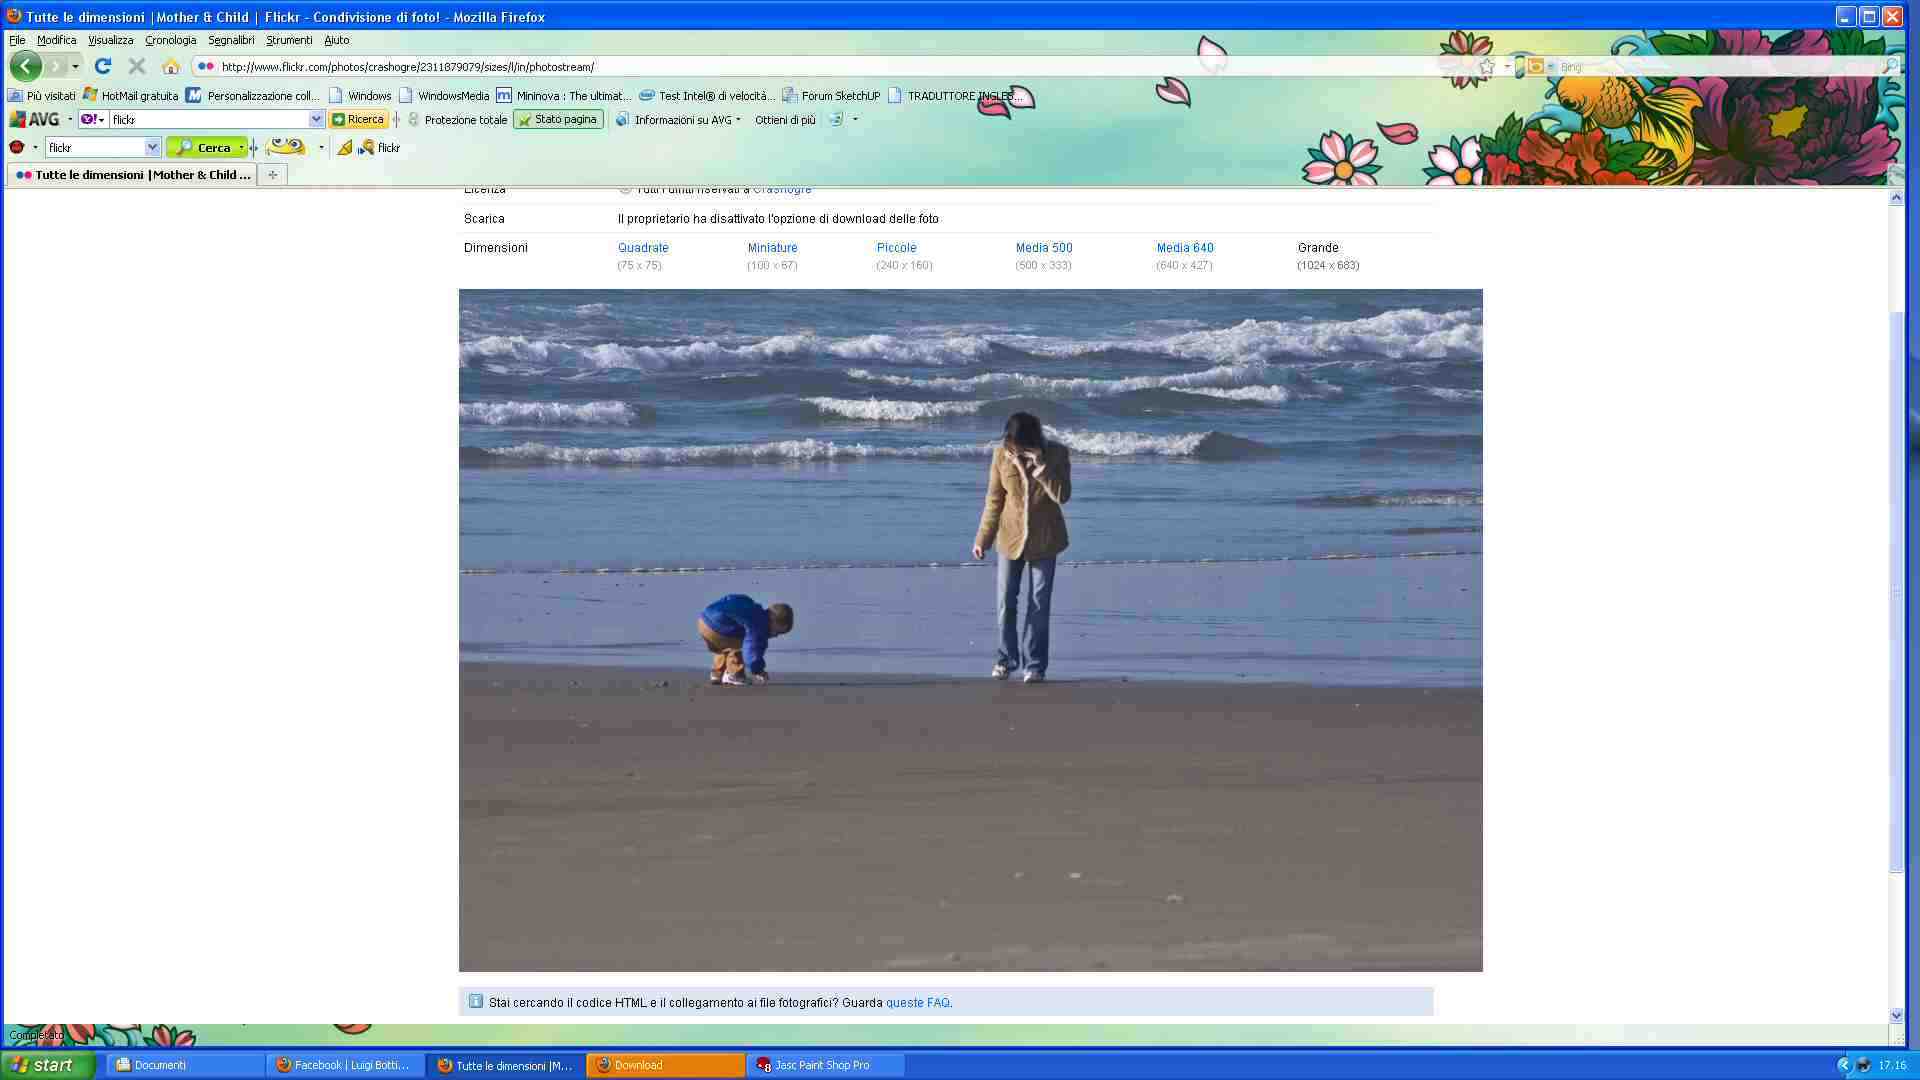 Tutte le dimensioni | Mother & Child | Flickr - Condivisione di foto! - Mozilla Firefox
File Modifica Visualizza Cronologia Segnalibri Strumenti Aiuto
http://www.flickr.com/photos/crashogre/2311879079/sizes/l/in/photostream/
Bing
Più visitati HotMail gratuita Personalizzazione coll... Windows WindowsMedia Mininova : The ultimat... Test Intel® di velocità... Forum SketchUP TRADUTTORE INGLES...
AVG Y! flickr Ricerca Protezione totale Stato pagina Informazioni su AVG Ottieni di più
flickr Cerca flickr
Tutte le dimensioni | Mother & Child ...
Licenza Tutti i diritti riservati a Crashogre
Scarica Il proprietario ha disattivato l'opzione di download delle foto
Dimensioni Quadrate Miniature Piccole Media 500 Media 640 Grande
(75 x 75) (100 x 67) (240 x 160) (500 x 333) (640 x 427) (1024 x 683)
Stai cercando il codice HTML e il collegamento ai file fotografici? Guarda queste FAQ.
Completato
start Documenti Facebook | Luigi Botti... Tutte le dimensioni |M... Download 8 Jasc Paint Shop Pro 17.16